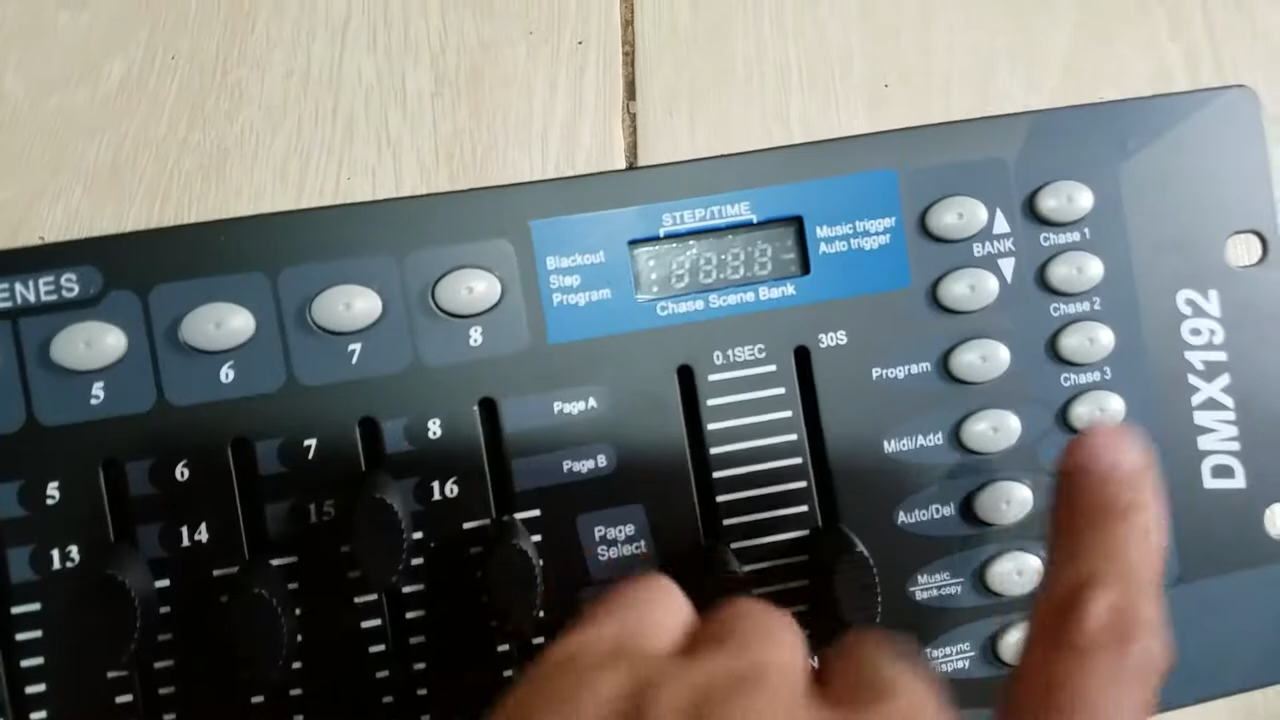 ENES
5
6
7
8
STEP/TIME
Blackout
Step
Program
Music trigger
Auto trigger
Chase Scene Bank
BANK
Chase 1
Chase 2
Chase 3
Program
Midi/Add
Auto/Del
Music
Bank-copy
Tapsync
DMX192
0.1SEC
30S
Page A
Page B
Page
Select
5
6
7
8
13
14
15
16